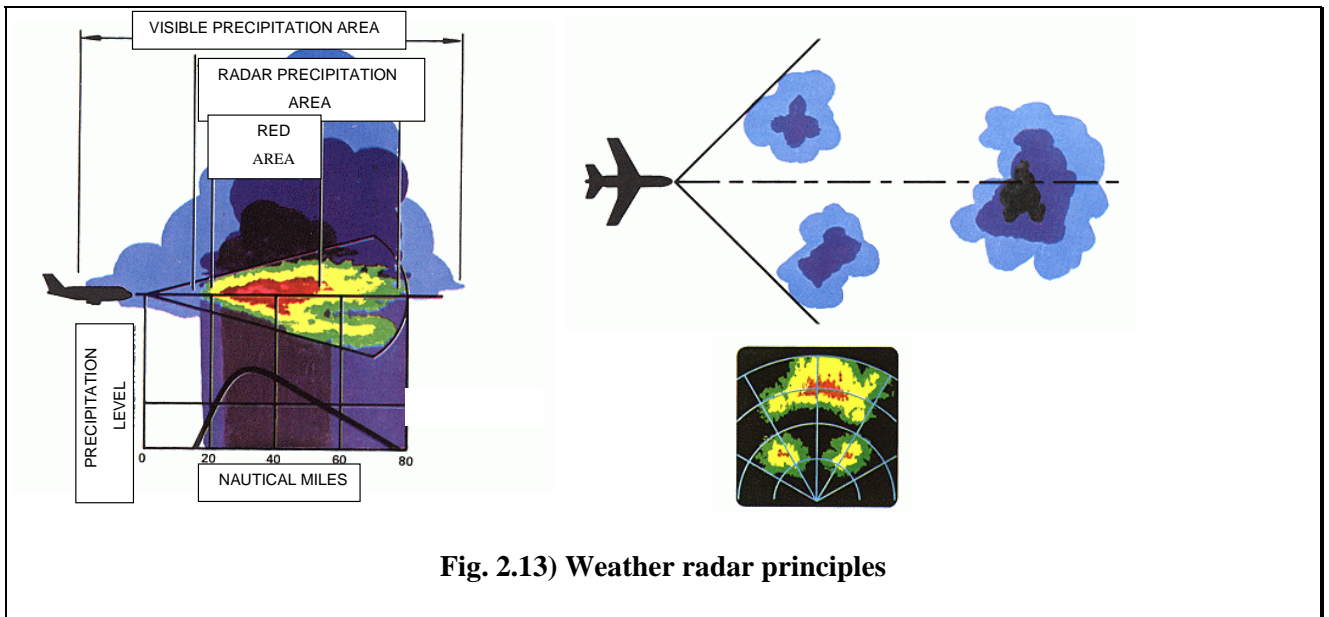 VISIBLE PRECIPITATION AREA
RADAR PRECIPITATION
AREA
RED
AREA
PRECIPITATION
LEVEL
0 20 40 60 80
NAUTICAL MILES
Fig. 2.13) Weather radar principles